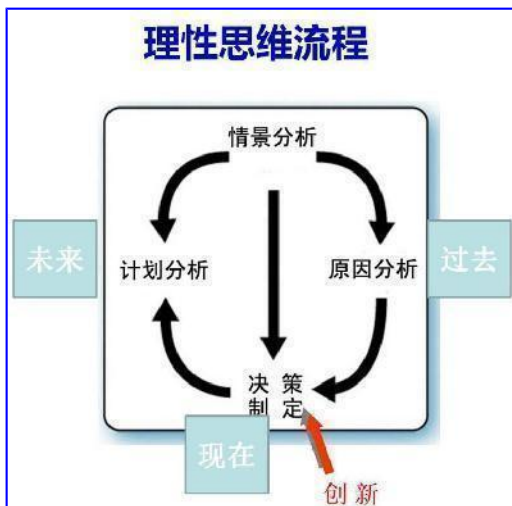 理性思维流程
情景分析
未来
计划分析
原因分析
过去
决 策
制 定
现在
创 新